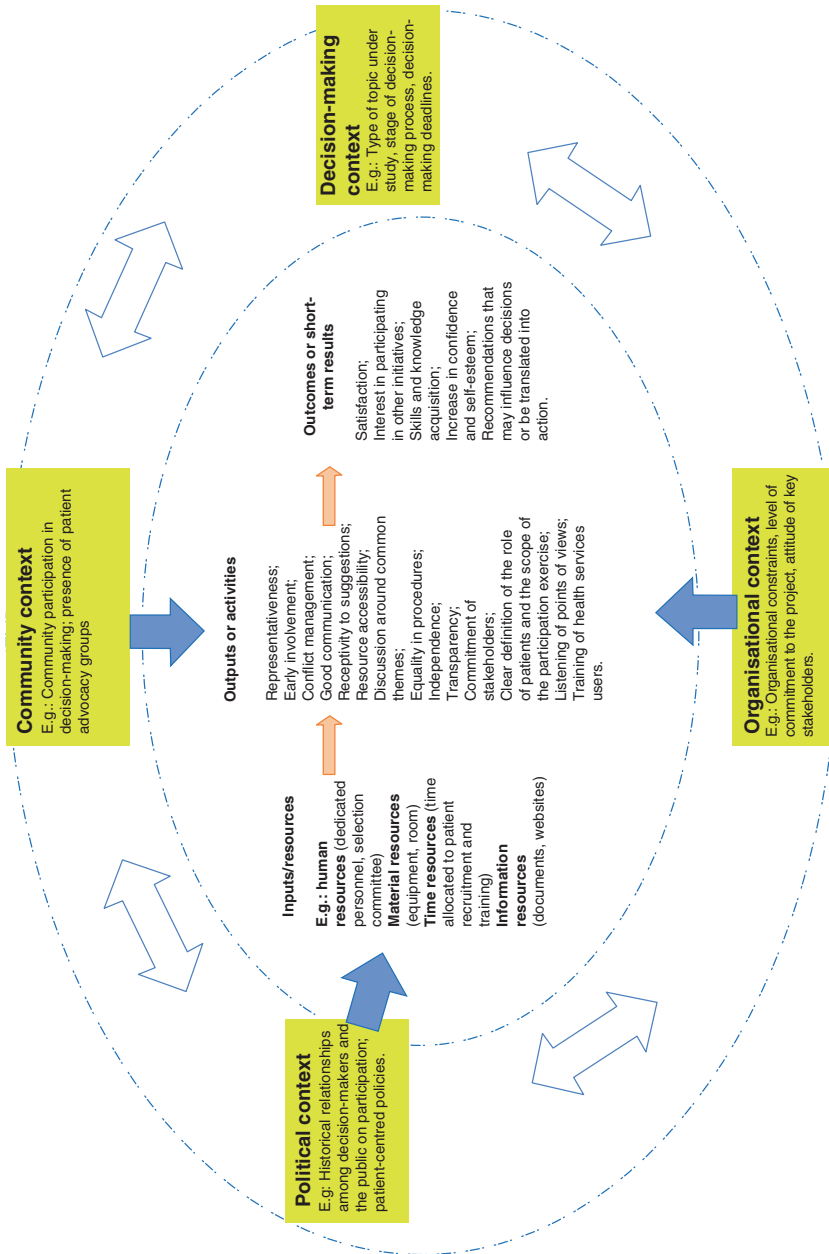 Community context
E.g.: Community participation in
decision-making; presence of patient
advocacy groups
Political context
E.g: Historical relationships
among decision-makers and
the public on participation;
patient-centred policies.
Inputs/resources
E.g.: human
resources (dedicated
personnel, selection
committee)
Material resources
(equipment, room)
Time resources (time
allocated to patient
recruitment and
training)
Information
resources
(documents, websites)
Outputs or activities
Representativeness;
Early involvement;
Conflict management;
Good communication;
Receptivity to suggestions;
Resource accessibility;
Discussion around common
themes;
Equality in procedures;
Independence;
Transparency;
Commitment of
stakeholders;
Clear definition of the role
of patients and the scope of
the participation exercise;
Listening of points of views;
Training of health services
users.
Outcomes or short-
term results
Satisfaction;
Interest in participating
in other initiatives;
Skills and knowledge
acquisition;
Increase in confidence
and self-esteem;
Recommendations that
may influence decisions
or be translated into
action.
Decision-making
context
E.g.: Type of topic under
study, stage of decision-
making process, decision-
making deadlines.
Organisational context
E.g.: Organisational constraints, level of
commitment to the project, attitude of key
stakeholders.